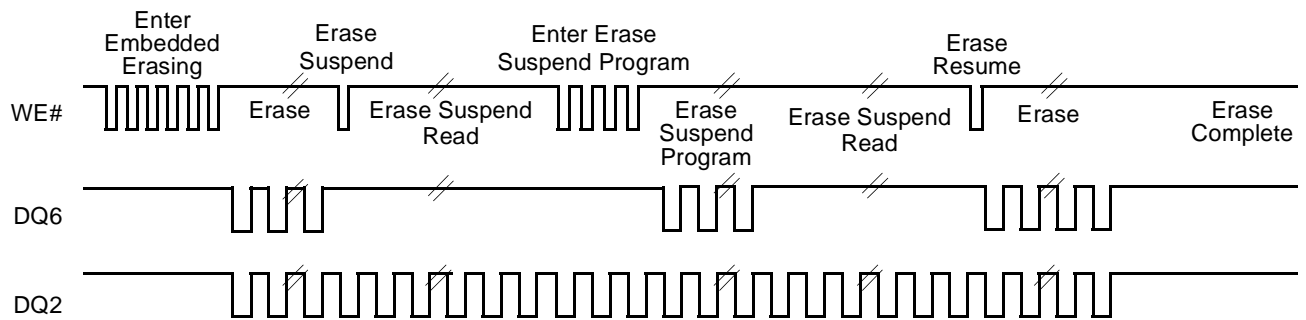 Enter
Embedded
Erasing
Erase
Suspend
Enter Erase
Suspend Program
Erase
Resume
WE#
Erase
Erase Suspend
Read
Erase
Suspend
Program
Erase Suspend
Read
Erase
Erase
Complete
DQ6
DQ2